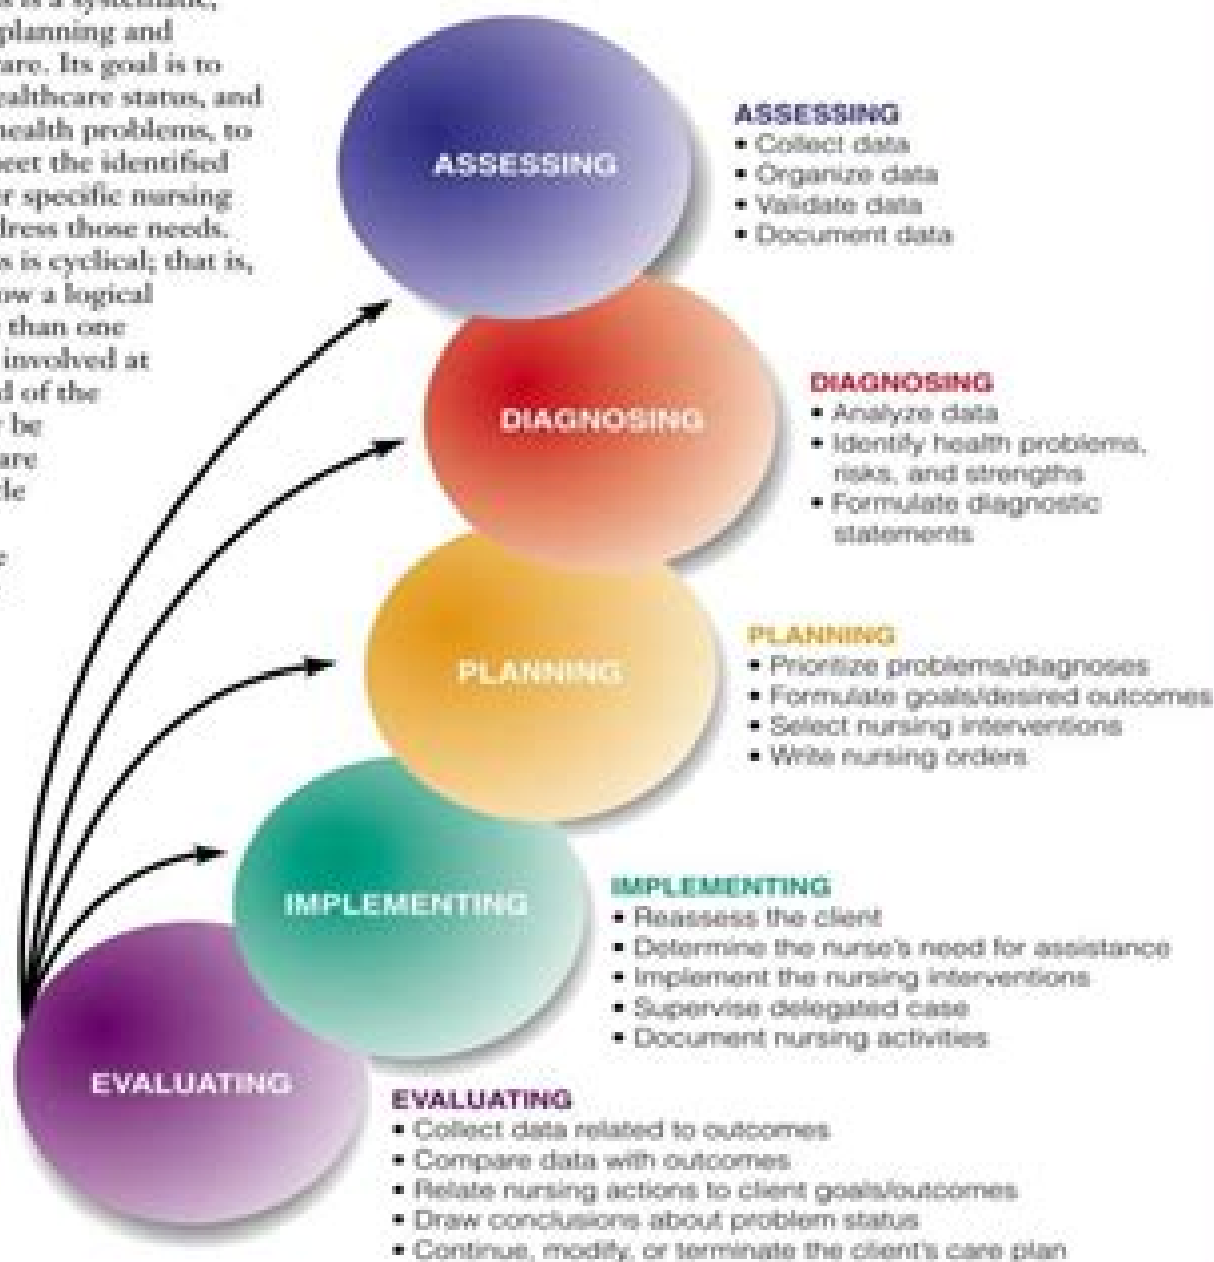 is a systematic,
planning and
are. Its goal is to
ealthcare status, and
health problems, to
meet the identified
r specific nursing
dress those needs.
s is cyclical; that is,
ow a logical
than one
involved at
d of the
be
are
le
e
ASSESSING
ASSESSING
• Collect data
• Organize data
• Validate data
• Document data
DIAGNOSING
DIAGNOSING
• Analyze data
• Identify health problems,
risks, and strengths
• Formulate diagnostic
statements
PLANNING
PLANNING
• Prioritize problems/diagnoses
• Formulate goals/desired outcomes
• Select nursing interventions
• Write nursing orders
IMPLEMENTING
IMPLEMENTING
• Reassess the client
• Determine the nurse's need for assistance
• Implement the nursing interventions
• Supervise delegated case
• Document nursing activities
EVALUATING
EVALUATING
• Collect data related to outcomes
• Compare data with outcomes
• Relate nursing actions to client goals/outcomes
• Draw conclusions about problem status
• Continue, modify, or terminate the client's care plan